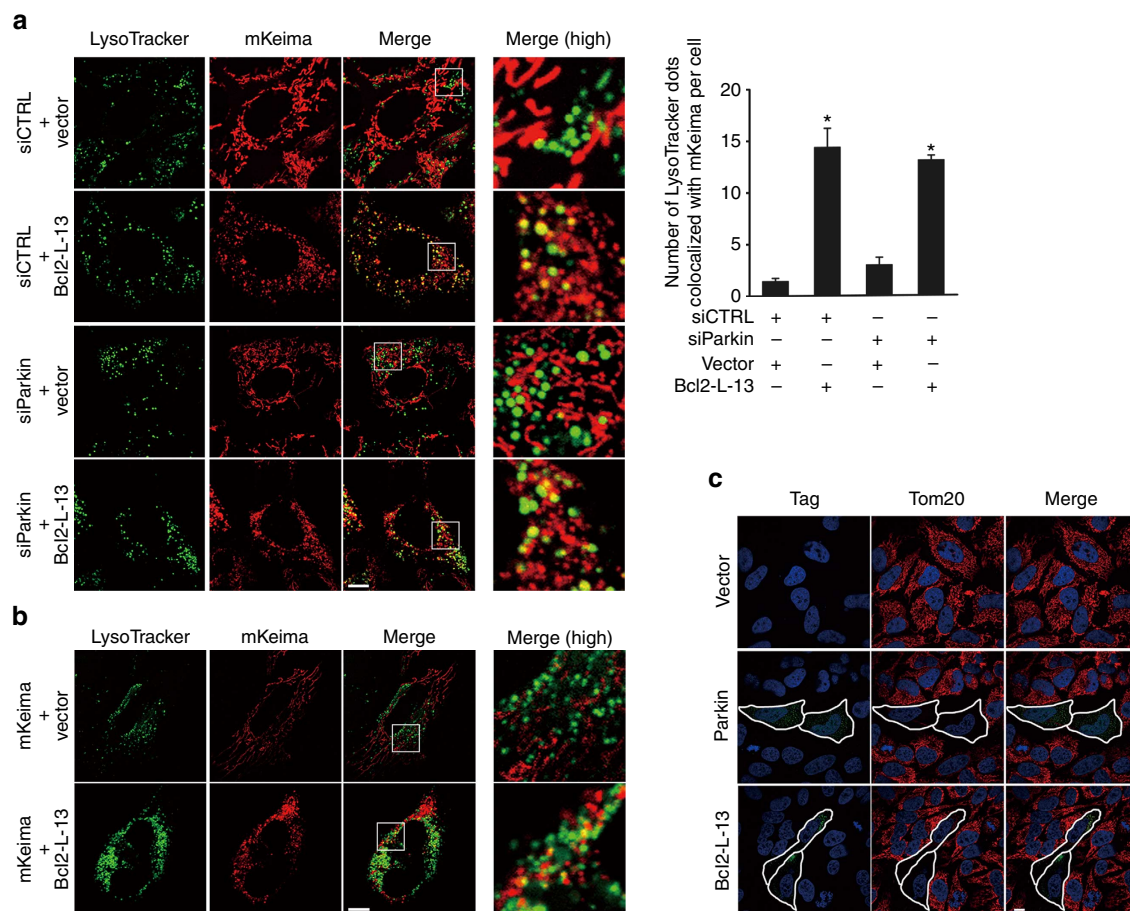 a
LysoTracker mKeima Merge Merge (high)
siCTRL
+
vector
siCTRL
+
Bcl2-L-13
siParkin
+
vector
siParkin
+
Bcl2-L-13
Number of LysoTracker dots
colocalized with mKeima per cell
20
15
10
5
0
* *
siCTRL + + – –
siParkin – – + +
Vector + – + –
Bcl2-L-13 – + – +
b
LysoTracker mKeima Merge Merge (high)
mKeima
+
vector
mKeima
+
Bcl2-L-13
c
Tag Tom20 Merge
Vector
Parkin
Bcl2-L-13